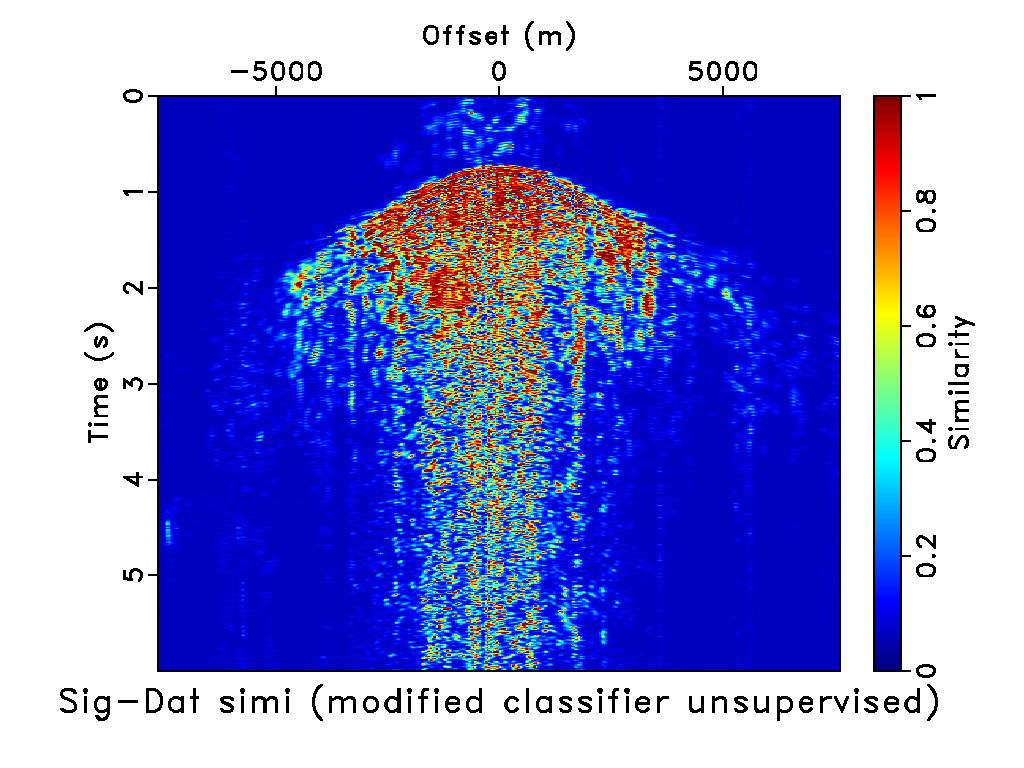 Offset (m)
−5000 0 5000
0
1
2
3
4
5
Time (s)
1
0.8
0.6
0.4
0.2
0
Similarity
Sig−Dat simi (modified classifier unsupervised)